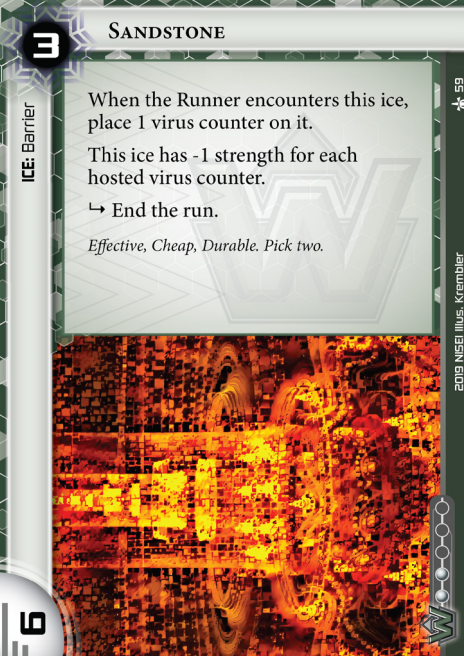 3
SANDSTONE
ICE: Barrier
When the Runner encounters this ice,
place 1 virus counter on it.
This ice has -1 strength for each
hosted virus counter.
↳ End the run.
Effective, Cheap, Durable. Pick two.
59
2019 NISEI Illus. Krembler
6